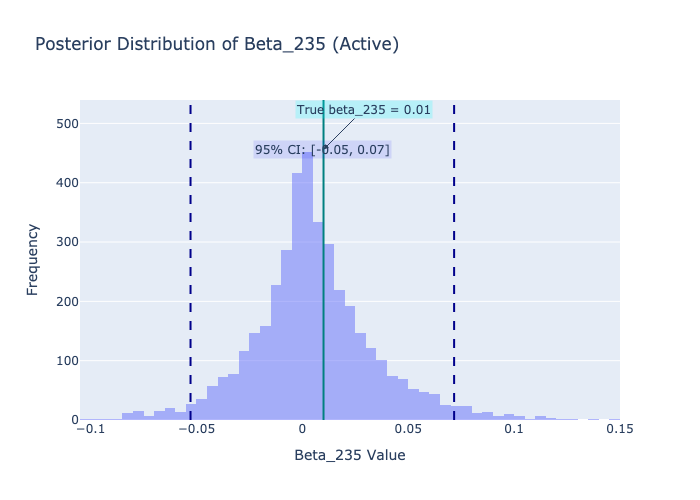 Posterior Distribution of Beta_235 (Active)
True beta_235 = 0.01
95% CI: [-0.05, 0.07]
500
400
300
200
100
0
Frequency
−0.1 −0.05 0 0.05 0.1 0.15
Beta_235 Value